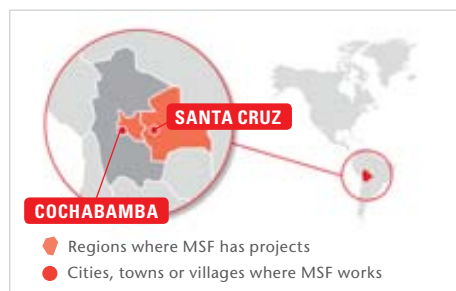 SANTA CRUZ
COCHABAMBA
Regions where MSF has projects
Cities, towns or villages where MSF works